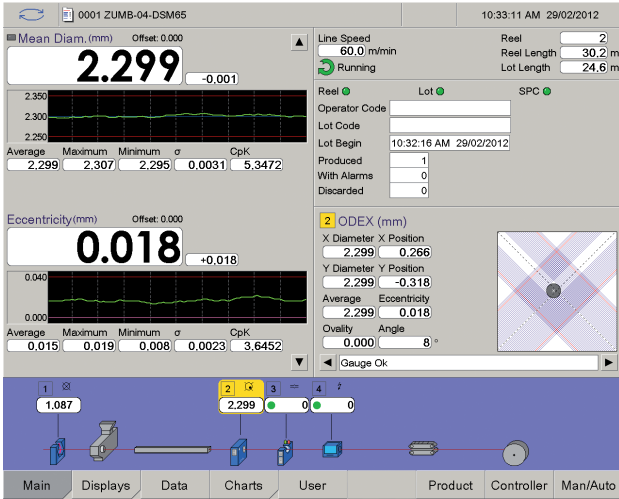 0001 ZUMB-04-DSM65 10:33:11 AM 29/02/2012
Mean Diam. (mm) Offset: 0.000
2.299 -0,001
2.350
2.300
2.250
Average Maximum Minimum σ CpK
2,299 2,307 2,295 0,0031 5,3472
Eccentricity (mm) Offset: 0.000
0.018 +0,018
0.040
0.000
Average Maximum Minimum σ CpK
0,015 0,019 0,008 0,0023 3,6452
Line Speed
60,0 m/min
Running
Reel 2
Reel Length 30,2 m
Lot Length 24,6 m
Reel Lot SPC
Operator Code
Lot Code
Lot Begin 10:32:16 AM 29/02/2012
Produced 1
With Alarms 0
Discarded 0
2 ODEX (mm)
X Diameter X Position
2,299 0,266
Y Diameter Y Position
2,299 -0,318
Average Eccentricity
2,299 0,018
Ovality Angle
0,000 8 °
Gauge Ok
1 2 3 4
1,087 2,299 0 0
Main Displays Data Charts User Product Controller Man/Auto